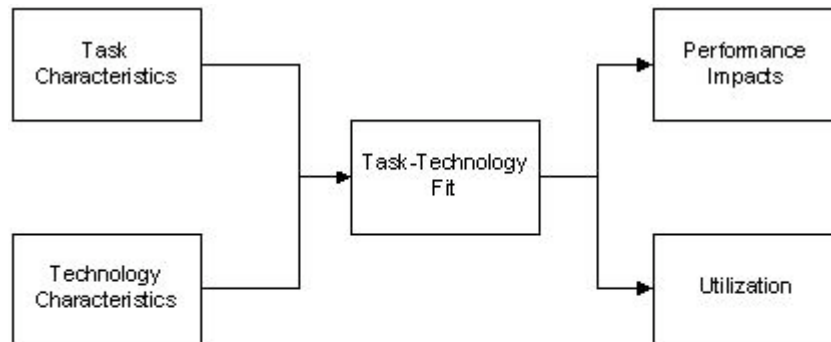 Task
Characteristics
Performance
Impacts
Task-Technology
Fit
Technology
Characteristics
Utilization